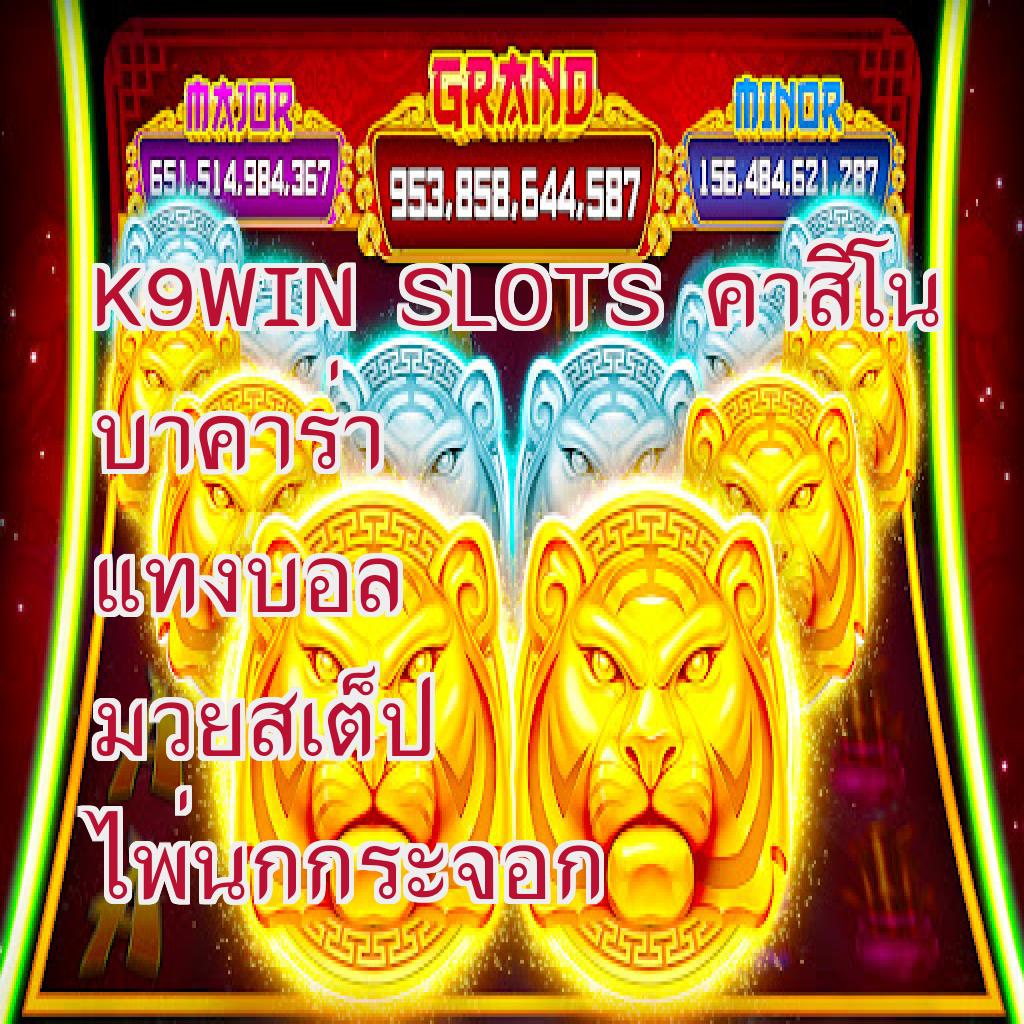 GRAND
MAJOR
MINOR
651,514,984,367
953,858,644,587
156,484,621,287
K9WIN SLOTS คาสิโน
บาคาร่า
แทงบอล
มวยสเต็ป
ไพ่นกกระจอก